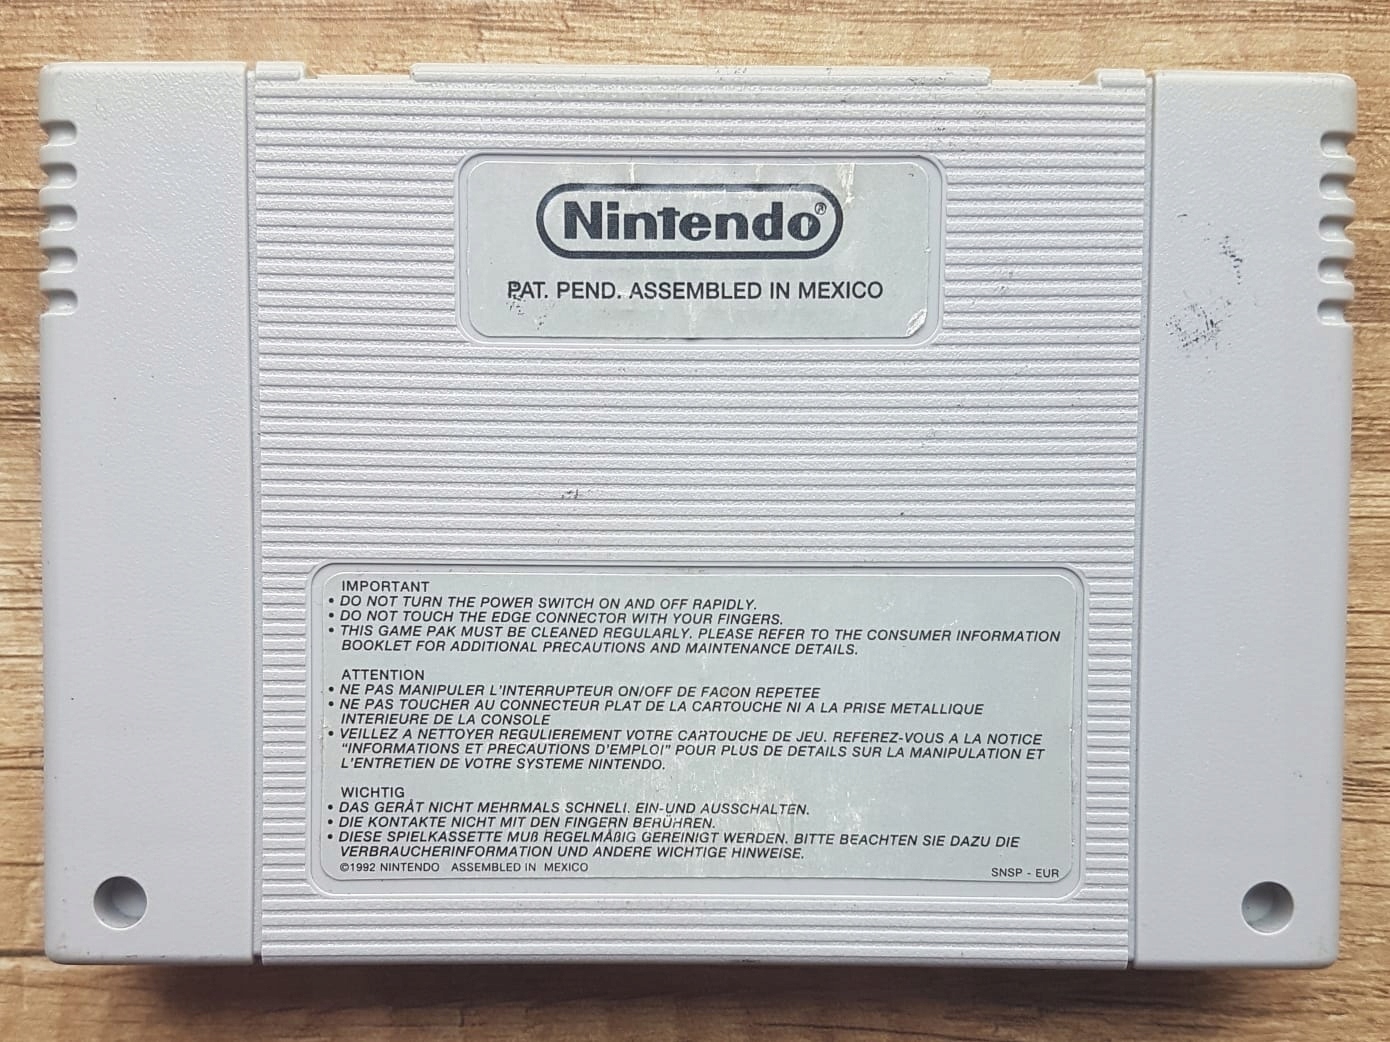 Nintendo®
PAT. PEND. ASSEMBLED IN MEXICO
IMPORTANT
• DO NOT TURN THE POWER SWITCH ON AND OFF RAPIDLY.
• DO NOT TOUCH THE EDGE CONNECTOR WITH YOUR FINGERS.
• THIS GAME PAK MUST BE CLEANED REGULARLY. PLEASE REFER TO THE CONSUMER INFORMATION
BOOKLET FOR ADDITIONAL PRECAUTIONS AND MAINTENANCE DETAILS.
ATTENTION
• NE PAS MANIPULER L'INTERRUPTEUR ON/OFF DE FACON REPETEE
• NE PAS TOUCHER AU CONNECTEUR PLAT DE LA CARTOUCHE NI A LA PRISE METALLIQUE
INTERIEURE DE LA CONSOLE
• VEILLEZ A NETTOYER REGULIEREMENT VOTRE CARTOUCHE DE JEU. REFEREZ-VOUS A LA NOTICE
"INFORMATIONS ET PRECAUTIONS D'EMPLOI" POUR PLUS DE DETAILS SUR LA MANIPULATION ET
L'ENTRETIEN DE VOTRE SYSTEME NINTENDO.
WICHTIG
• DAS GERÄT NICHT MEHRMALS SCHNELL EIN-UND AUSSCHALTEN.
• DIE KONTAKTE NICHT MIT DEN FINGERN BERÜHREN.
• DIESE SPIELKASSETTE MUß REGELMÄßIG GEREINIGT WERDEN. BITTE BEACHTEN SIE DAZU DIE
VERBRAUCHERINFORMATION UND ANDERE WICHTIGE HINWEISE.
©1992 NINTENDO ASSEMBLED IN MEXICO SNSP - EUR